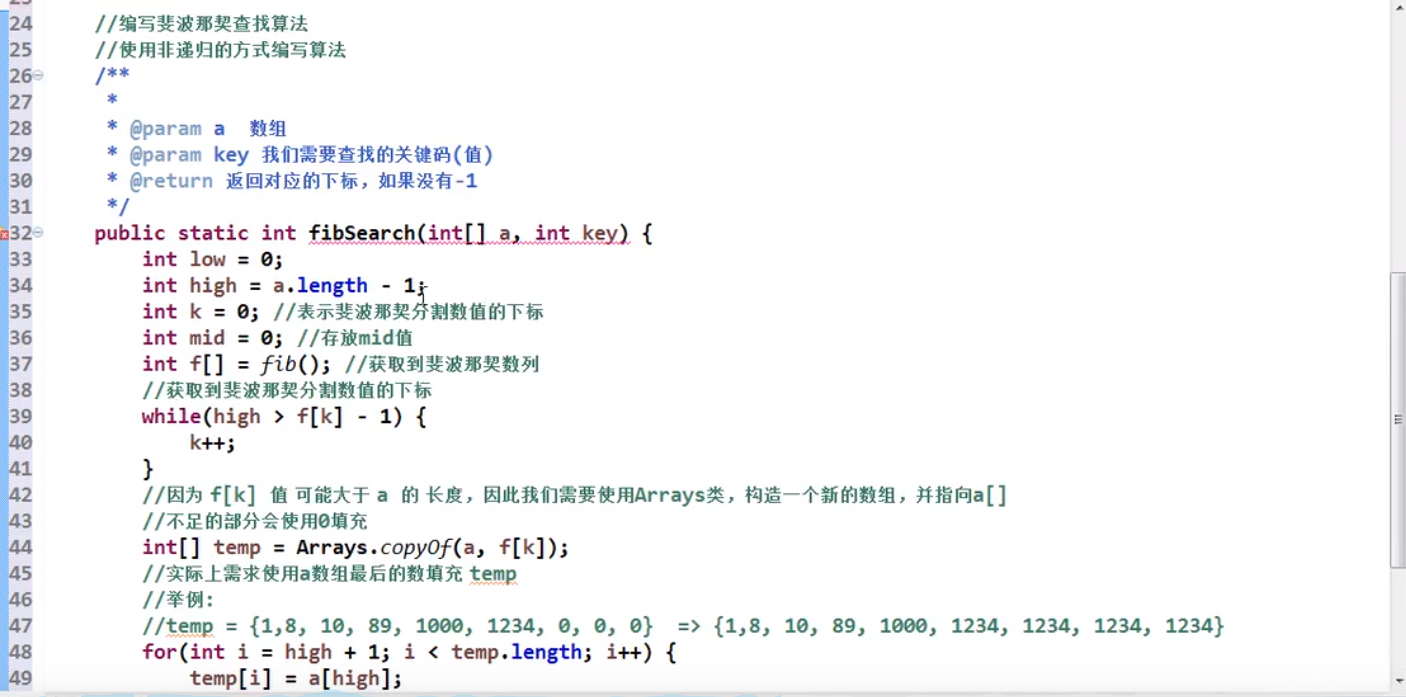 24 //编写斐波那契查找算法
25 //使用非递归的方式编写算法
26 /**
27 *
28 * @param a 数组
29 * @param key 我们需要查找的关键码(值)
30 * @return 返回对应的下标，如果没有-1
31 */
32 public static int fibSearch(int[] a, int key) {
33 int low = 0;
34 int high = a.length - 1;
35 int k = 0; //表示斐波那契分割数值的下标
36 int mid = 0; //存放mid值
37 int f[] = fib(); //获取到斐波那契数列
38 //获取到斐波那契分割数值的下标
39 while(high > f[k] - 1) {
40 k++;
41 }
42 //因为 f[k] 值 可能大于 a 的 长度，因此我们需要使用Arrays类，构造一个新的数组，并指向a[]
43 //不足的部分会使用0填充
44 int[] temp = Arrays.copyOf(a, f[k]);
45 //实际上需求使用a数组最后的数填充 temp
46 //举例:
47 //temp = {1,8, 10, 89, 1000, 1234, 0, 0, 0} => {1,8, 10, 89, 1000, 1234, 1234, 1234, 1234}
48 for(int i = high + 1; i < temp.length; i++) {
49 temp[i] = a[high];